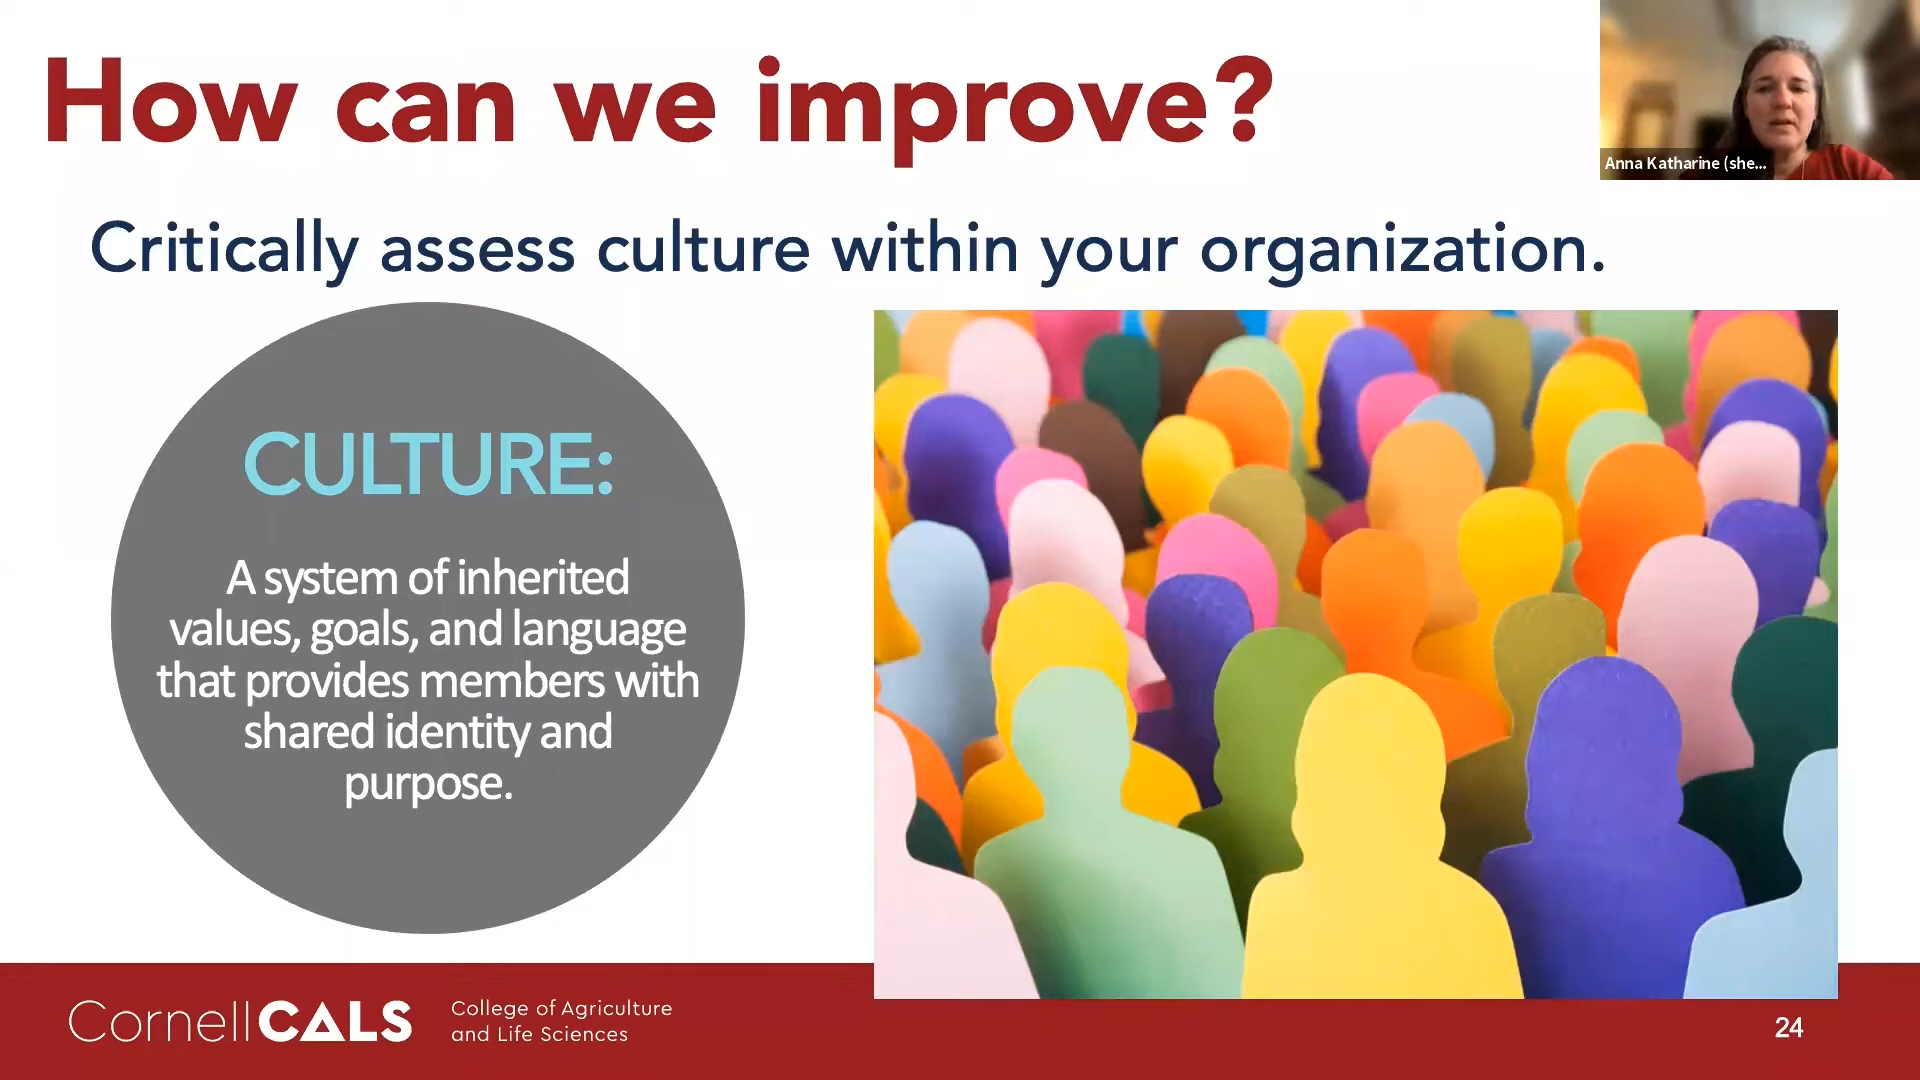 How can we improve?
Anna Katharine (she...
Critically assess culture within your organization.
CULTURE:
A system of inherited
values, goals, and language
that provides members with
shared identity and
purpose.
CornellCALS
College of Agriculture
and Life Sciences
24